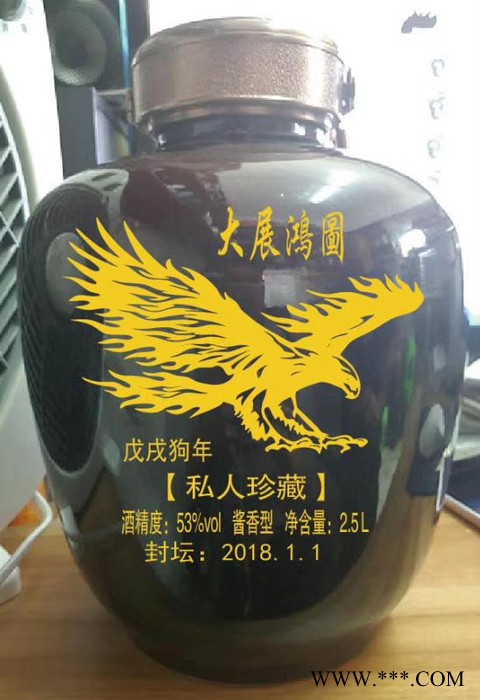 大展鸿圖
戊戌狗年
【私人珍藏】
酒精度：53%vol 酱香型 净含量：2.5L
封坛：2018.1.1
WWW.***.COM